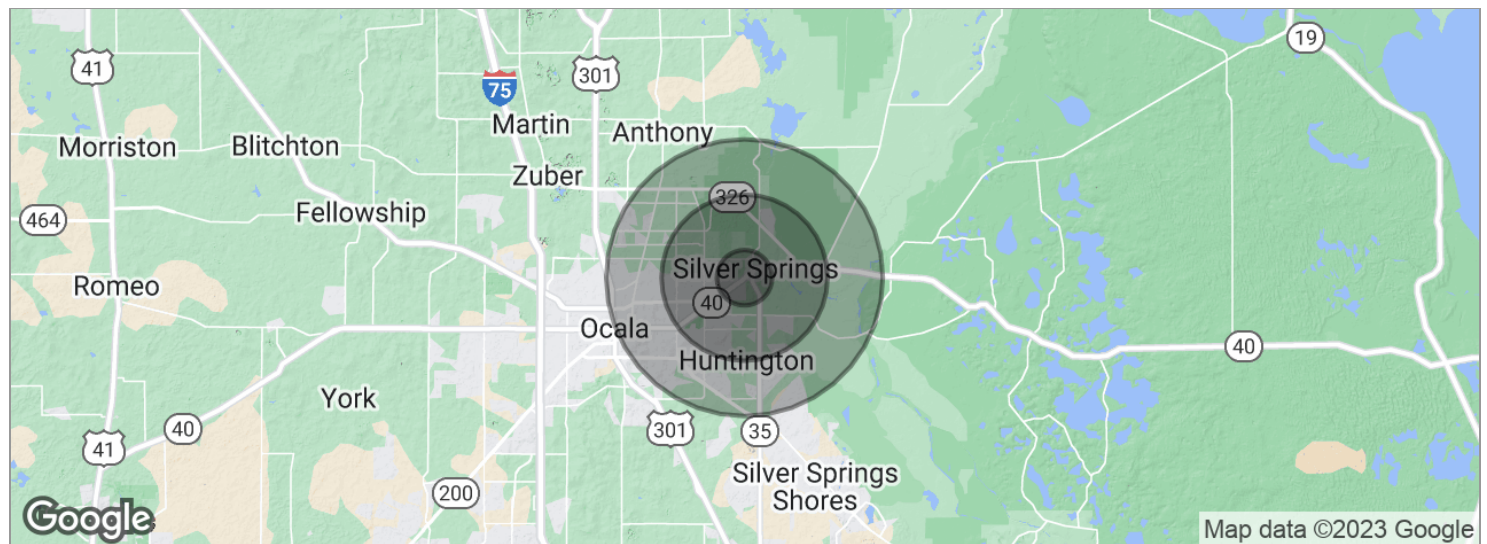 19
41
301
75
Martin
Anthony
Morriston
Blitchton
Zuber
326
464
Fellowship
Silver Springs
Romeo
40
Ocala
40
Huntington
York
40
301
35
41
Silver Springs
Shores
200
Google
Map data ©2023 Google